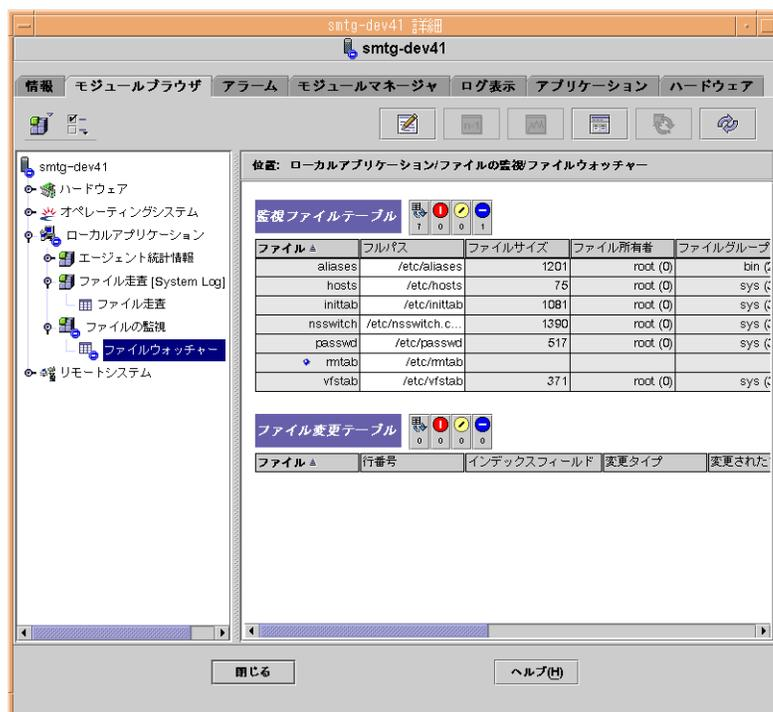 smtg-dev41 詳細
smtg-dev41
情報 モジュールブラウザ アラーム モジュールマネージャ ログ表示 アプリケーション ハードウェア
smtg-dev41
ハードウェア
オペレーティングシステム
ローカルアプリケーション
エージェント統計情報
ファイル走査 [System Log]
ファイル走査
ファイルの監視
ファイルウォッチャー
リモートシステム
位置: ローカルアプリケーション/ファイルの監視/ファイルウォッチャー
監視ファイルテーブル 7 0 0 1
ファイル フルパス ファイルサイズ ファイル所有者 ファイルグループ
aliases /etc/aliases 1201 root (0) bin (2
hosts /etc/hosts 75 root (0) sys (3
inittab /etc/inittab 1081 root (0) sys (3
nsswitch /etc/nsswitch.c... 1390 root (0) sys (3
passwd /etc/passwd 517 root (0) sys (3
rmtab /etc/rmtab
vfstab /etc/vfstab 371 root (0) sys (3
ファイル変更テーブル 0 0 0 0
ファイル 行番号 インデックスフィールド 変更タイプ 変更された
閉じる ヘルプ(H)